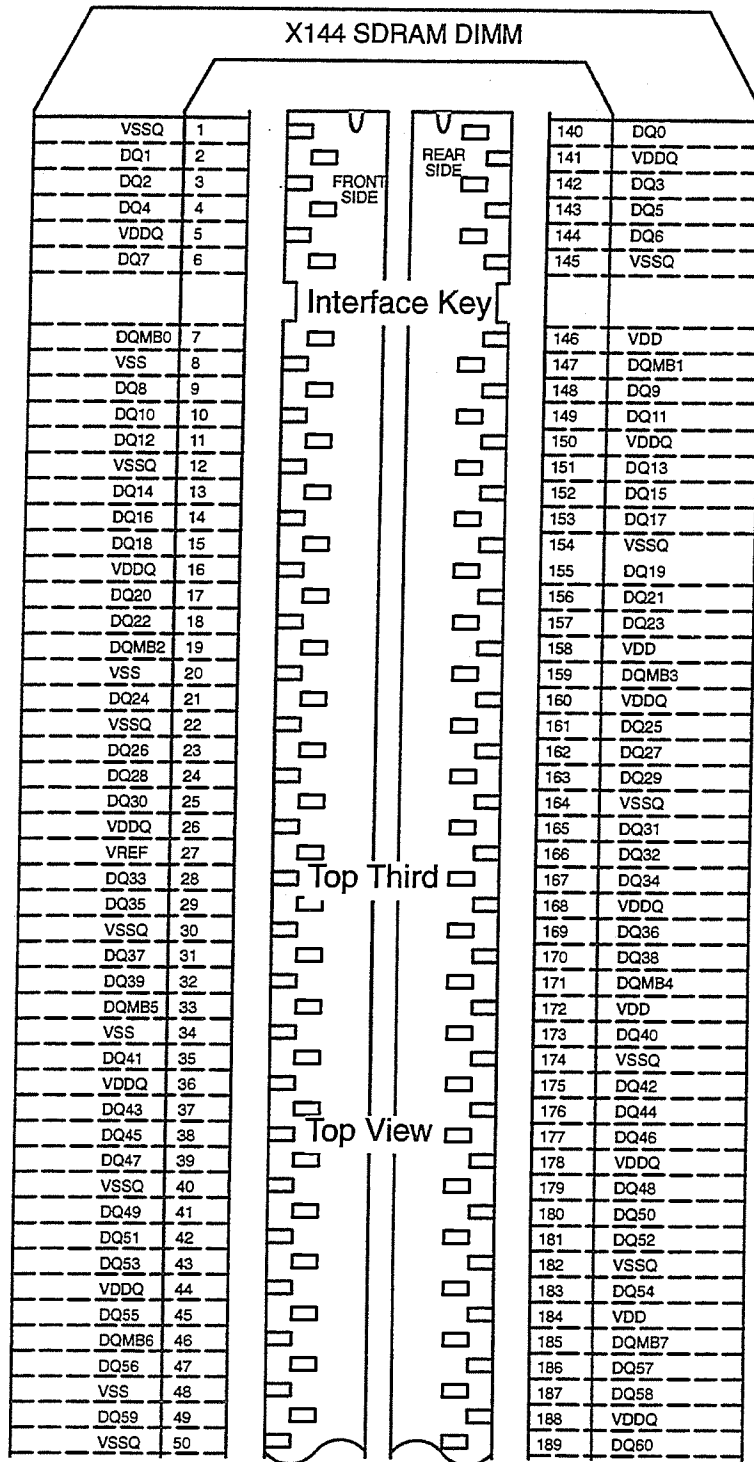 X144 SDRAM DIMM
VSSQ 1 140 DQ0
DQ1 2 REAR 141 VDDQ
DQ2 3 FRONT SIDE 142 DQ3
DQ4 4 SIDE 143 DQ5
VDDQ 5 144 DQ6
DQ7 6 145 VSSQ
Interface Key
DQMB0 7 146 VDD
VSS 8 147 DQMB1
DQ8 9 148 DQ9
DQ10 10 149 DQ11
DQ12 11 150 VDDQ
VSSQ 12 151 DQ13
DQ14 13 152 DQ15
DQ16 14 153 DQ17
DQ18 15 154 VSSQ
VDDQ 16 155 DQ19
DQ20 17 156 DQ21
DQ22 18 157 DQ23
DQMB2 19 158 VDD
VSS 20 159 DQMB3
DQ24 21 160 VDDQ
VSSQ 22 161 DQ25
DQ26 23 162 DQ27
DQ28 24 163 DQ29
DQ30 25 164 VSSQ
VDDQ 26 165 DQ31
VREF 27 166 DQ32
DQ33 28 Top Third 167 DQ34
DQ35 29 168 VDDQ
VSSQ 30 169 DQ36
DQ37 31 170 DQ38
DQ39 32 171 DQMB4
DQMB5 33 172 VDD
VSS 34 173 DQ40
DQ41 35 174 VSSQ
VDDQ 36 175 DQ42
DQ43 37 176 DQ44
DQ45 38 Top View 177 DQ46
DQ47 39 178 VDDQ
VSSQ 40 179 DQ48
DQ49 41 180 DQ50
DQ51 42 181 DQ52
DQ53 43 182 VSSQ
VDDQ 44 183 DQ54
DQ55 45 184 VDD
DQMB6 46 185 DQMB7
DQ56 47 186 DQ57
VSS 48 187 DQ58
DQ59 49 188 VDDQ
VSSQ 50 189 DQ60